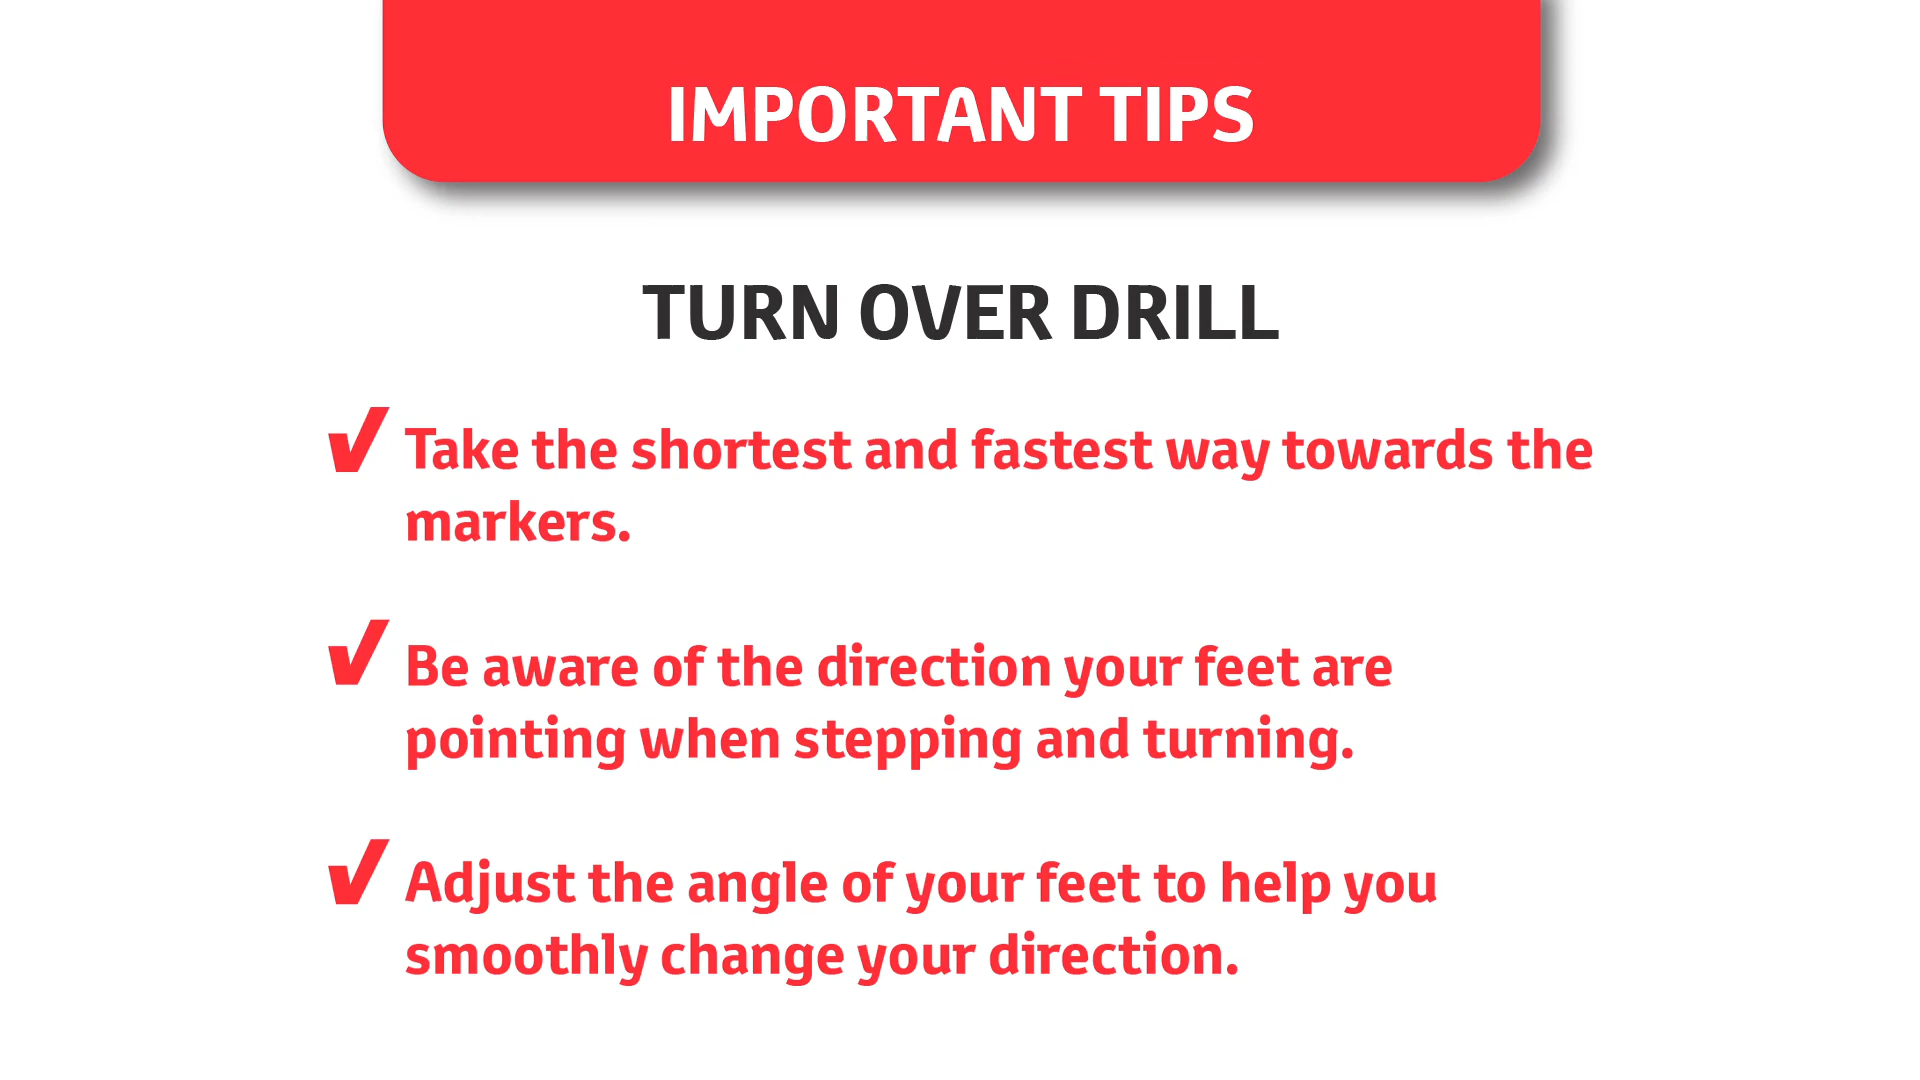 IMPORTANT TIPS
TURN OVER DRILL
✔ Take the shortest and fastest way towards the
markers.
✔ Be aware of the direction your feet are
pointing when stepping and turning.
✔ Adjust the angle of your feet to help you
smoothly change your direction.